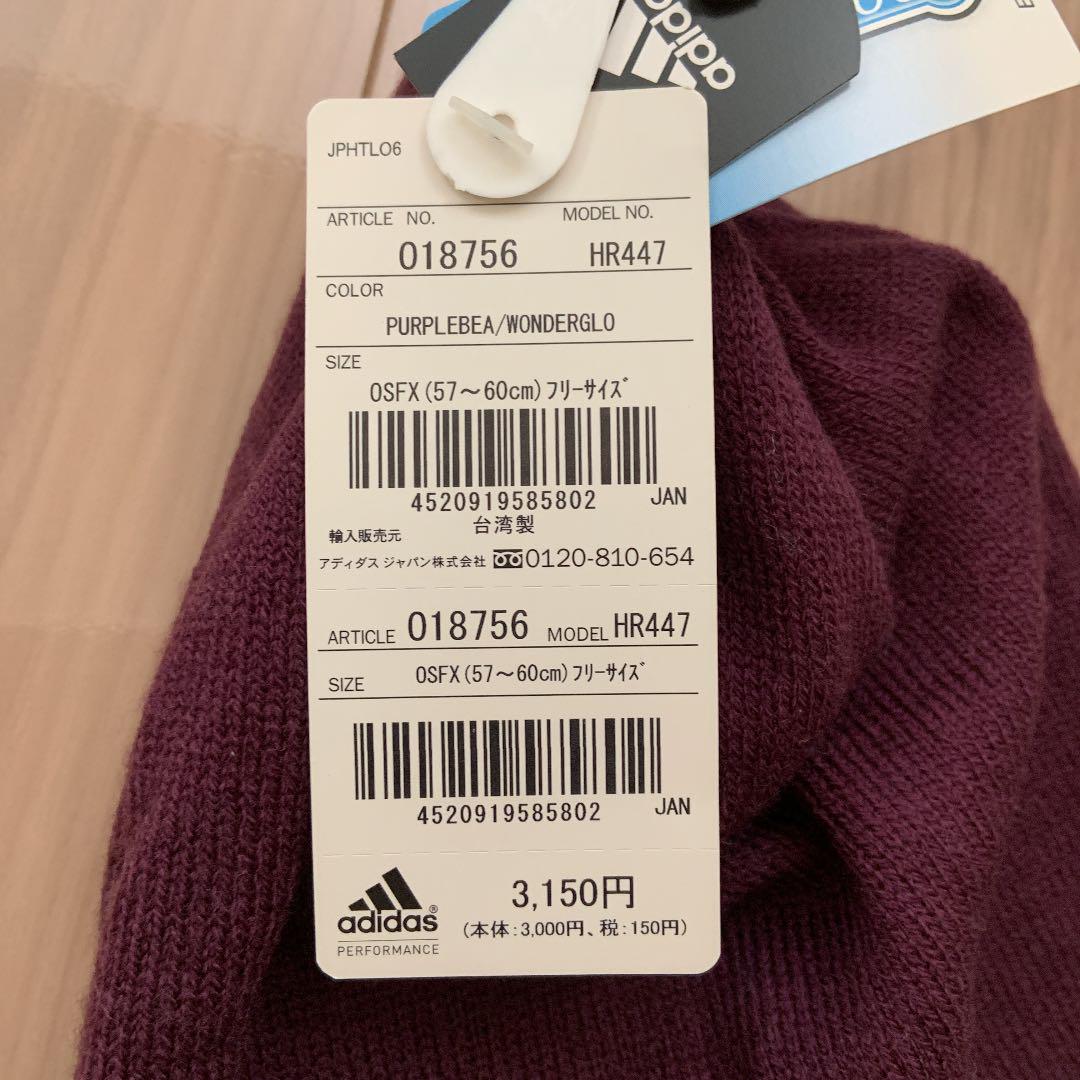 adidas
JPHTL06
ARTICLE NO. MODEL NO.
018756 HR447
COLOR
PURPLEBEA/WONDERGLO
SIZE
OSFX(57～60cm)ﾌﾘｰｻｲｽﾞ
4520919585802 JAN
台湾製
輸入販売元
アディダス ジャパン株式会社 0120-810-654
ARTICLE 018756 MODEL HR447
SIZE OSFX(57～60cm)ﾌﾘｰｻｲｽﾞ
4520919585802 JAN
adidas®
PERFORMANCE
3,150円
(本体:3,000円、税:150円)